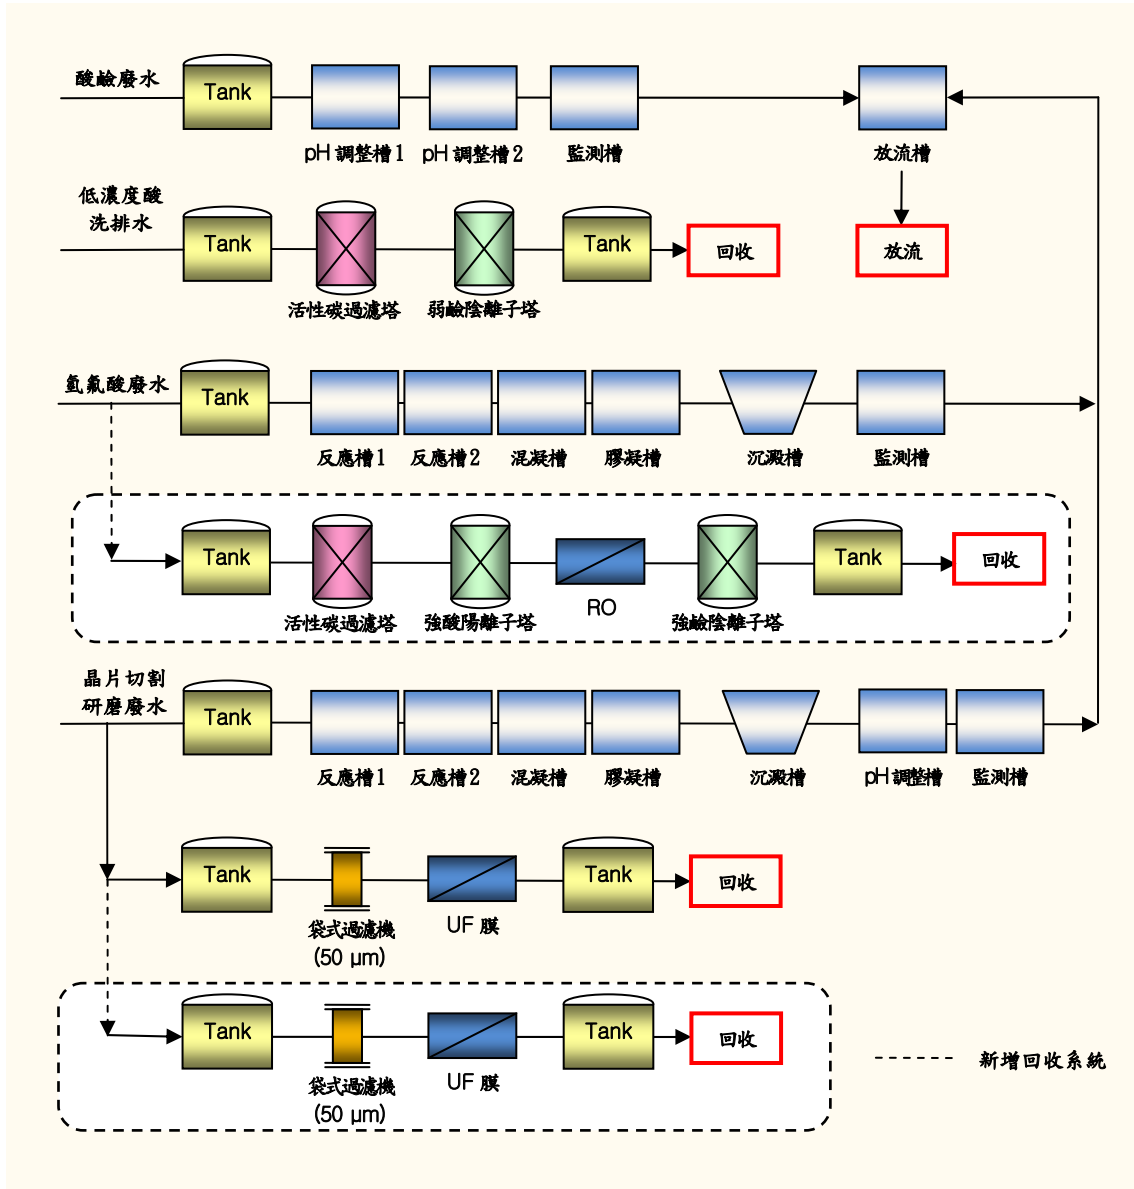 酸鹼廢水
Tank
pH 調整槽1
pH 調整槽2
監測槽
放流槽
低濃度酸
洗排水
Tank
活性碳過濾塔
弱鹼陰離子塔
Tank
回收
放流
氫氟酸廢水
Tank
反應槽1
反應槽2
混凝槽
膠凝槽
沉澱槽
監測槽
Tank
活性碳過濾塔
強酸陽離子塔
RO
強鹼陰離子塔
Tank
回收
晶片切割
研磨廢水
Tank
反應槽1
反應槽2
混凝槽
膠凝槽
沉澱槽
pH 調整槽
監測槽
Tank
袋式過濾機
(50 μm)
UF 膜
Tank
回收
Tank
袋式過濾機
(50 μm)
UF 膜
Tank
回收
新增回收系統